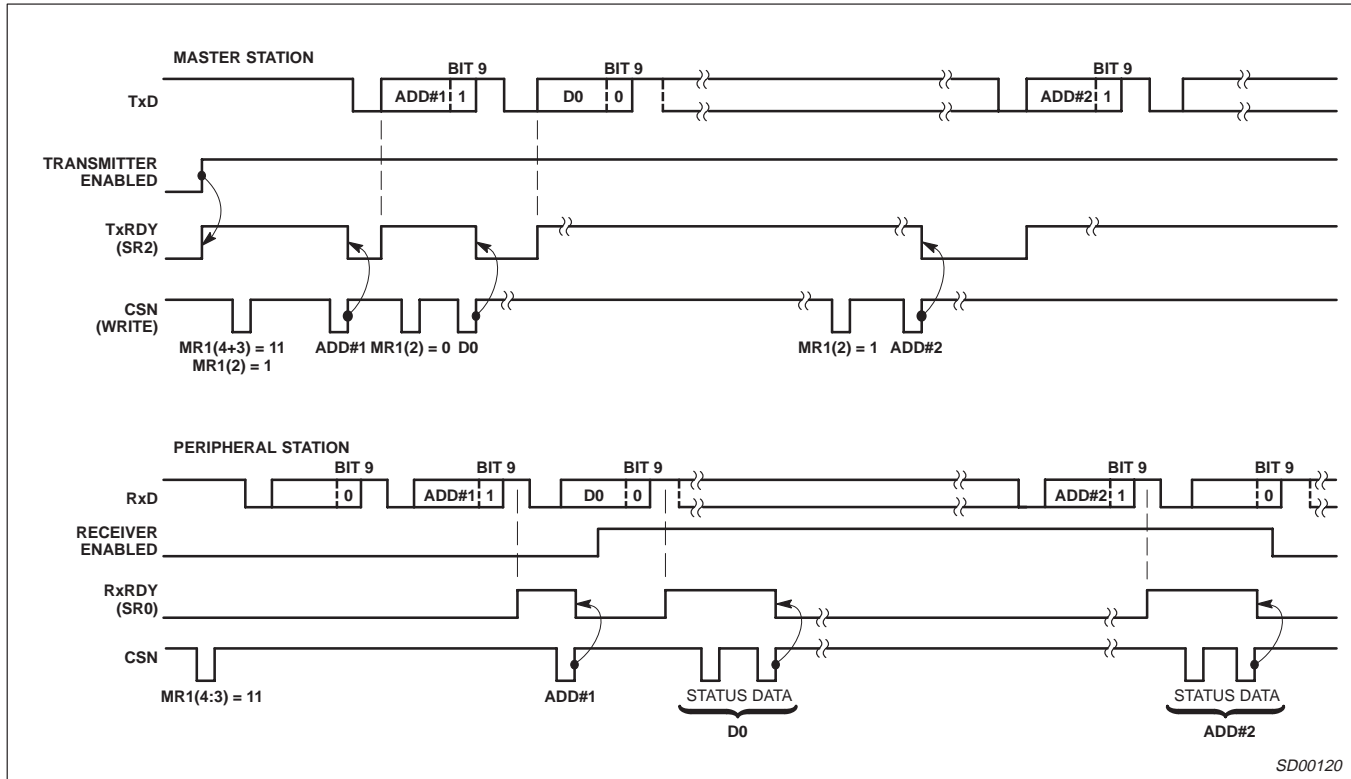 MASTER STATION
BIT 9 BIT 9 BIT 9
TxD ADD#1 1 D0 0 ADD#2 1
TRANSMITTER
ENABLED
TxRDY
(SR2)
CSN
(WRITE)
MR1(4+3) = 11 ADD#1 MR1(2) = 0 D0 MR1(2) = 1 ADD#2
MR1(2) = 1
PERIPHERAL STATION
BIT 9 BIT 9 BIT 9 BIT 9 BIT 9
RxD 0 ADD#1 1 D0 0 ADD#2 1 0
RECEIVER
ENABLED
RxRDY
(SR0)
CSN
MR1(4:3) = 11 ADD#1 STATUS DATA STATUS DATA
D0 ADD#2
SD00120